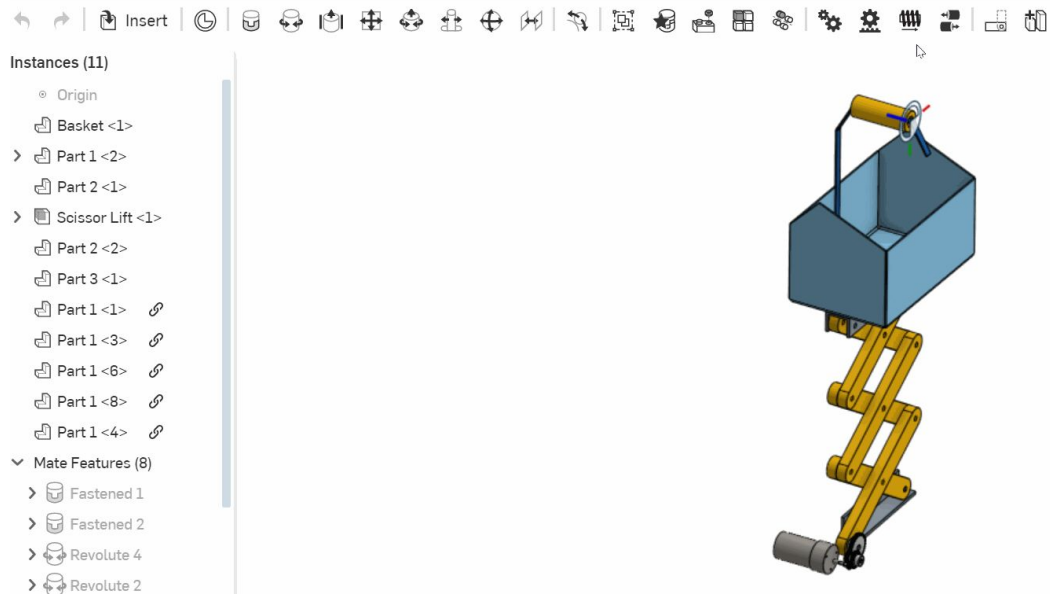 Insert
Instances (11)
Origin
Basket <1>
Part 1 <2>
Part 2 <1>
Scissor Lift <1>
Part 2 <2>
Part 3 <1>
Part 1 <1>
Part 1 <3>
Part 1 <6>
Part 1 <8>
Part 1 <4>
Mate Features (8)
Fastened 1
Fastened 2
Revolute 4
Revolute 2